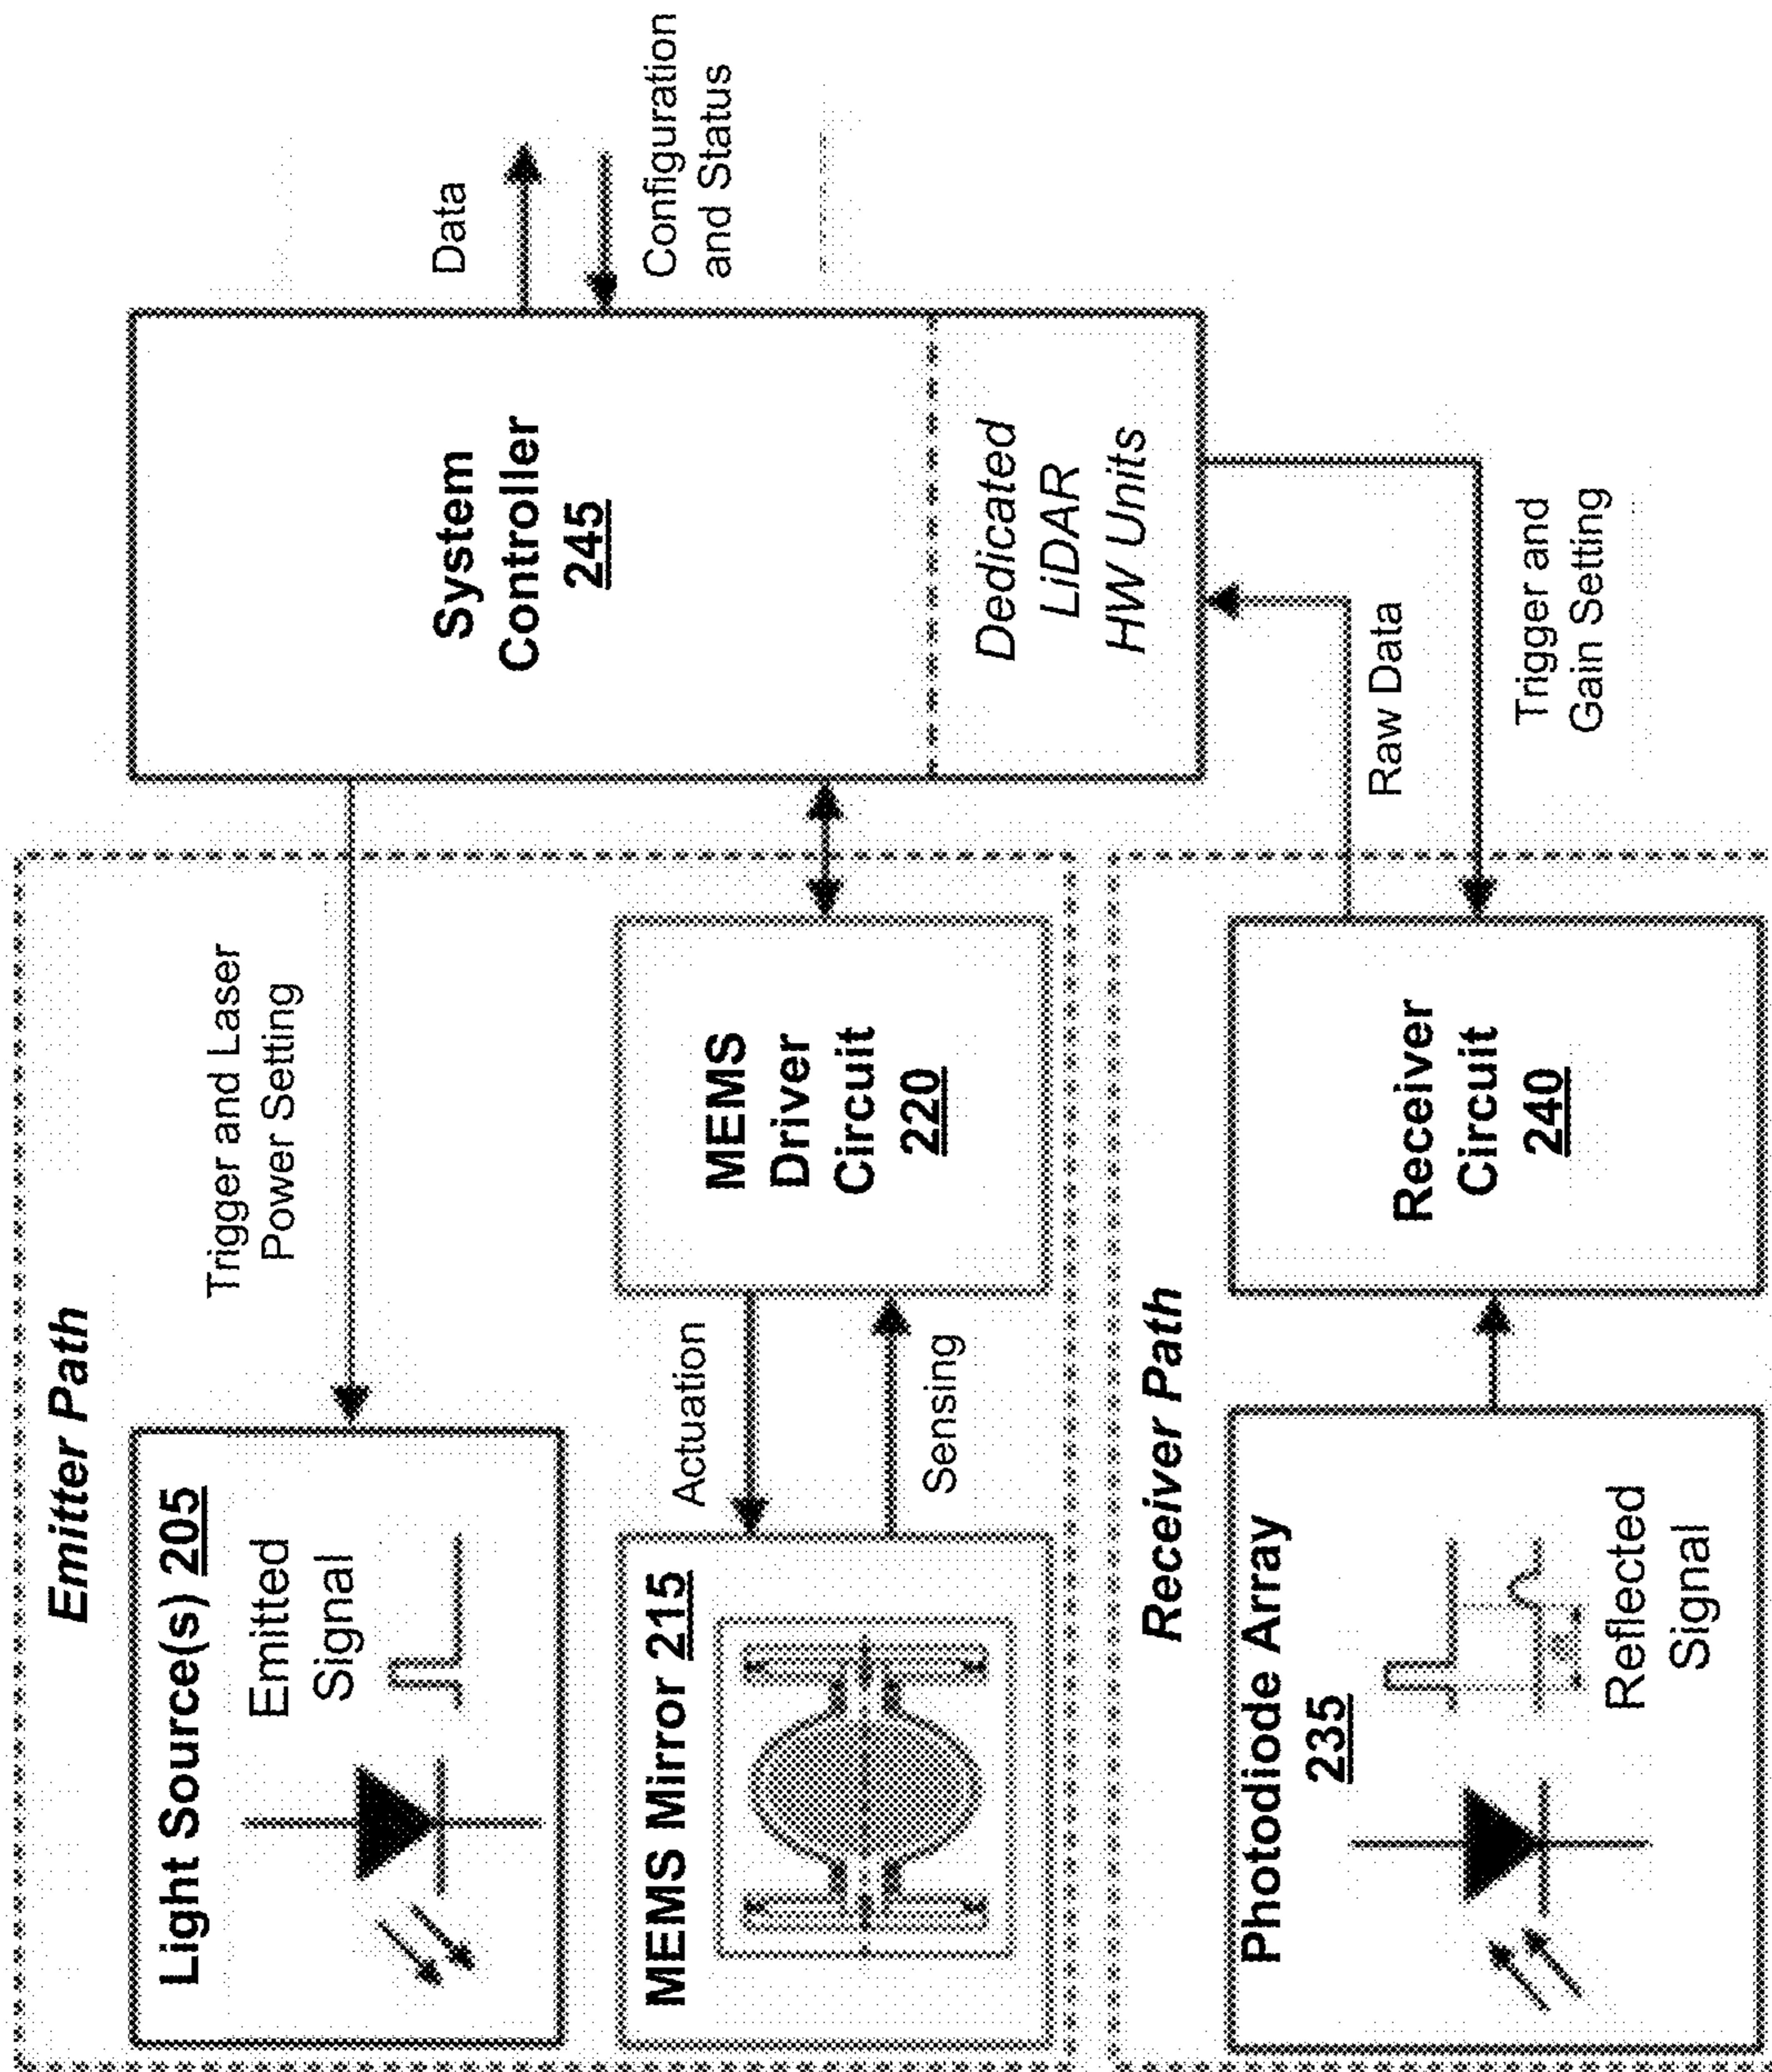 Emitter Path
Light Source(s) 205
Emitted
Signal
Trigger and Laser
Power Setting
MEMS Mirror 215
Actuation
Sensing
MEMS
Driver
Circuit
220
System
Controller
245
Dedicated
LiDAR
HW Units
Data
Configuration
and Status
Receiver Path
Photodiode Array
235
Reflected
Signal
Receiver
Circuit
240
Raw Data
Trigger and
Gain Setting